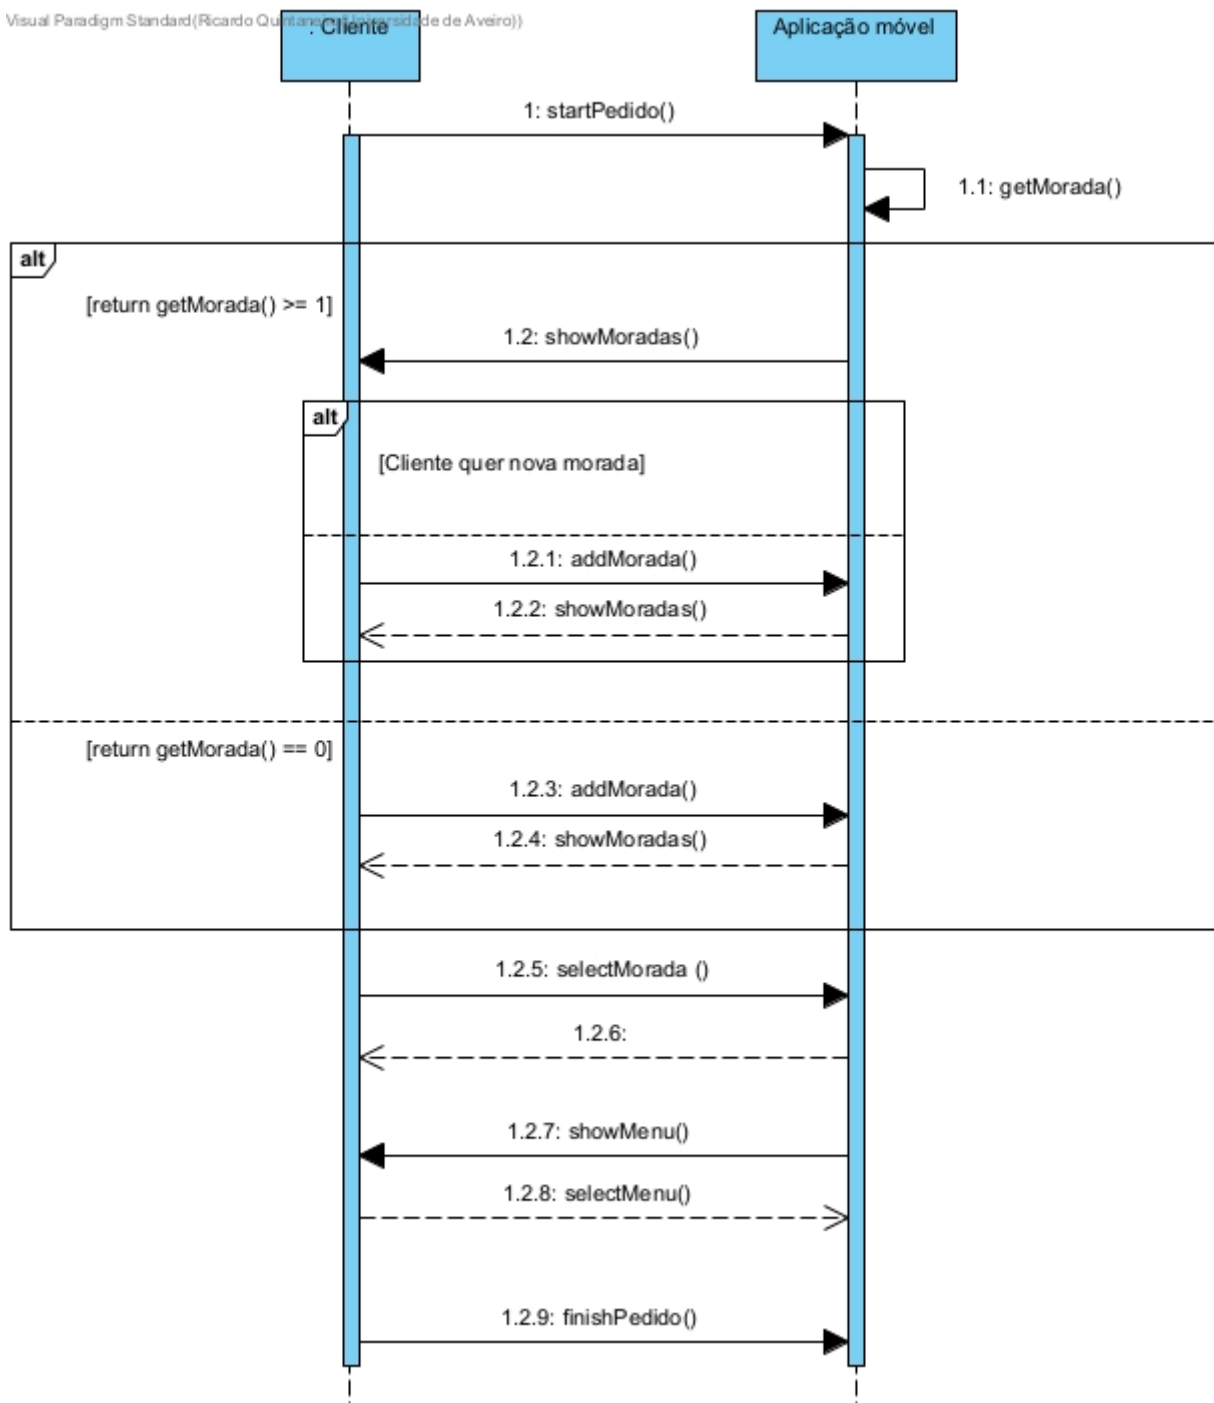 Visual Paradigm Standard(Ricardo Universidade de Aveiro))
: Cliente
Aplicação móvel
1: startPedido()
1.1: getMorada()
alt
[return getMorada() >= 1]
1.2: showMoradas()
alt
[Cliente quer nova morada]
1.2.1: addMorada()
1.2.2: showMoradas()
[return getMorada() == 0]
1.2.3: addMorada()
1.2.4: showMoradas()
1.2.5: selectMorada ()
1.2.6:
1.2.7: showMenu()
1.2.8: selectMenu()
1.2.9: finishPedido()